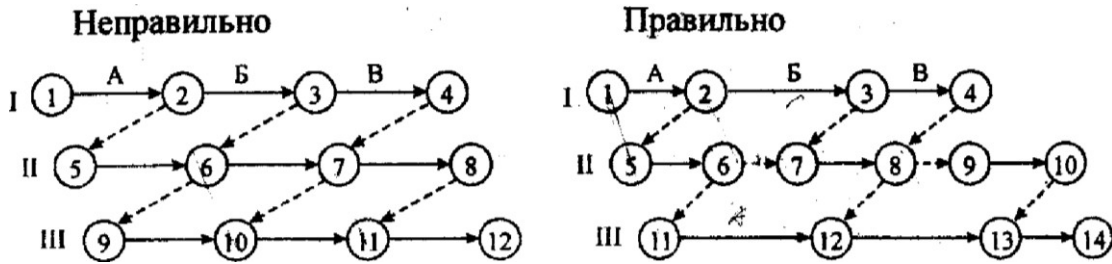 Неправильно Правильно
А Б В А Б В
I 1 2 3 4 I 1 2 3 4
II 5 6 7 8 II 5 6 7 8 9 10
III 9 10 11 12 III 11 12 13 14